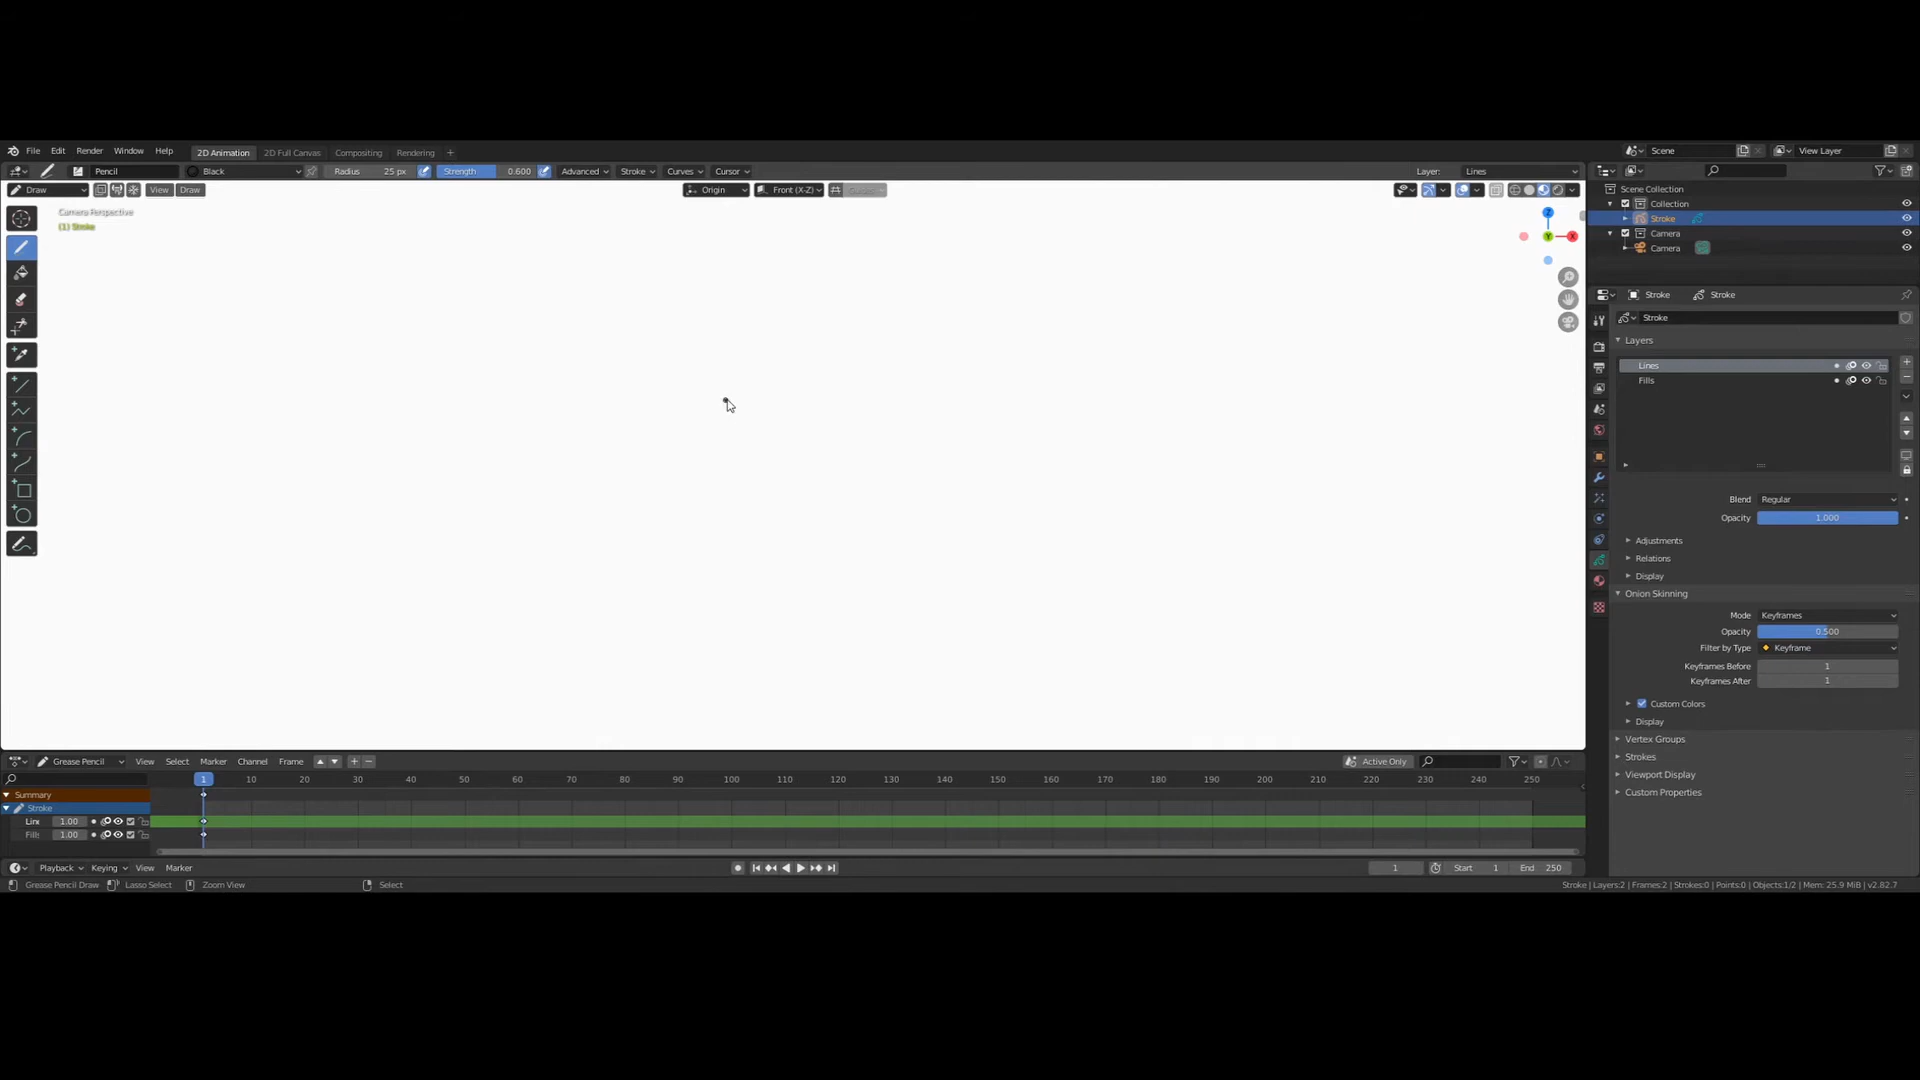 File Edit Render Window Help 2D Animation 2D Full Canvas Compositing Rendering + Scene View Layer
Pencil Black Radius 25 px Strength 0.600 Advanced Stroke Curves Cursor Layer: Lines
Draw View Draw Origin Front (X-Z) Guides
Camera Perspective
(1) Stroke
Z
Y
X
Scene Collection
Collection
Stroke
Camera
Camera
Stroke Stroke
Stroke
Layers
Lines
Fills
Blend Regular
Opacity 1.000
Adjustments
Relations
Display
Onion Skinning
Mode Keyframes
Opacity 0.500
Filter by Type Keyframe
Keyframes Before 1
Keyframes After 1
Custom Colors
Display
Vertex Groups
Strokes
Viewport Display
Custom Properties
Grease Pencil View Select Marker Channel Frame Active Only
1 10 20 30 40 50 60 70 80 90 100 110 120 130 140 150 160 170 180 190 200 210 220 230 240 250
Summary
Stroke
Line 1.00
Fills 1.00
Playback Keying View Marker 1 Start 1 End 250
Grease Pencil Draw Lasso Select Zoom View Select Stroke | Layers:2 | Frames:2 | Strokes:0 | Points:0 | Objects:1/2 | Mem: 25.9 MiB | v2.82.7